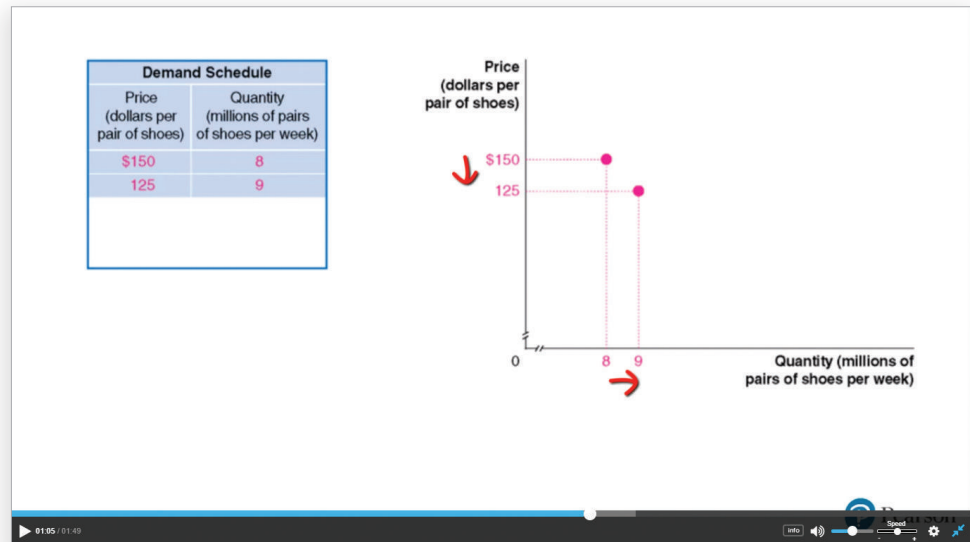 Demand Schedule
Price
(dollars per
pair of shoes)
Quantity
(millions of pairs
of shoes per week)
$150 8
125 9
Price
(dollars per
pair of shoes)
$150
125
0 8 9
Quantity (millions of
pairs of shoes per week)
01:05 / 01:49
Info
Speed
- +